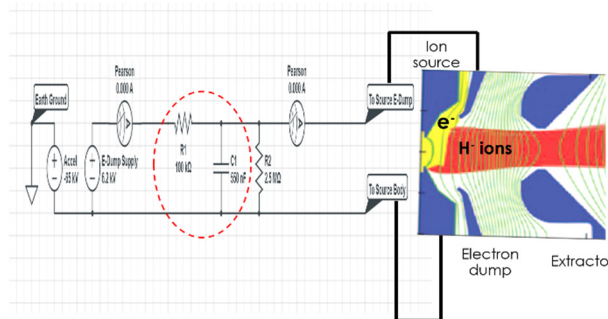 Ion
source
Pearson
0.000 A
Pearson
0.000 A
Earth Ground
To Source E-Dump
e-
H- ions
R1
100 kΩ
Accel
-65 kV
E-Dump Supply
6.2 kV
C1
550 nF
R2
2.5 MΩ
To Source Body
Electron
dump
Extracto